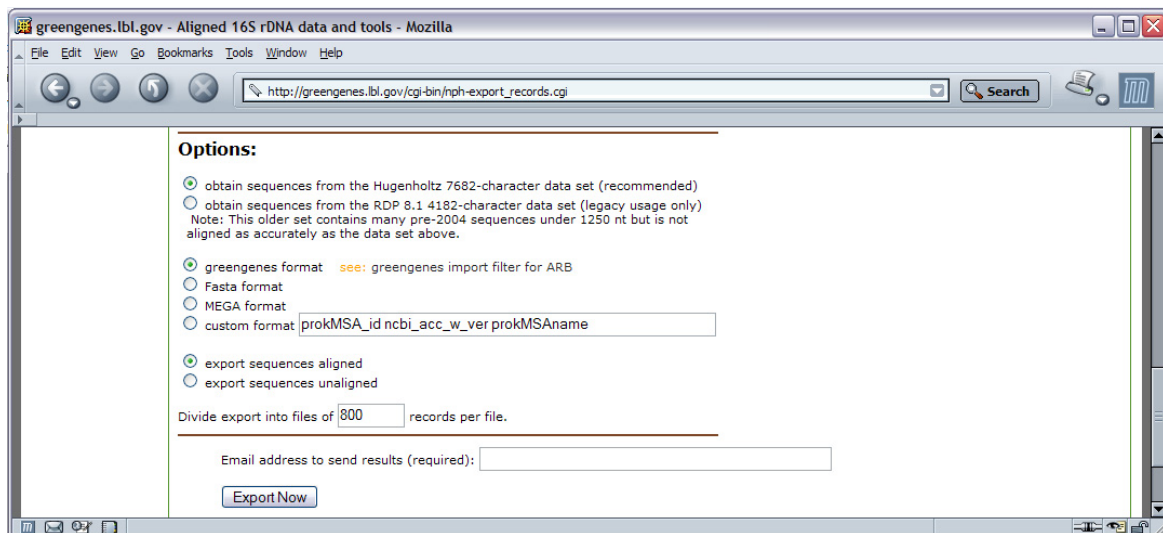 greengenes.lbl.gov - Aligned 16S rDNA data and tools - Mozilla
File Edit View Go Bookmarks Tools Window Help
http://greengenes.lbl.gov/cgi-bin/nph-export_records.cgi Search
Options:
obtain sequences from the Hugenholtz 7682-character data set (recommended)
obtain sequences from the RDP 8.1 4182-character data set (legacy usage only)
Note: This older set contains many pre-2004 sequences under 1250 nt but is not
aligned as accurately as the data set above.
greengenes format see: greengenes import filter for ARB
Fasta format
MEGA format
custom format prokMSA_id ncbi_acc_w_ver prokMSAname
export sequences aligned
export sequences unaligned
Divide export into files of 800 records per file.
Email address to send results (required):
Export Now